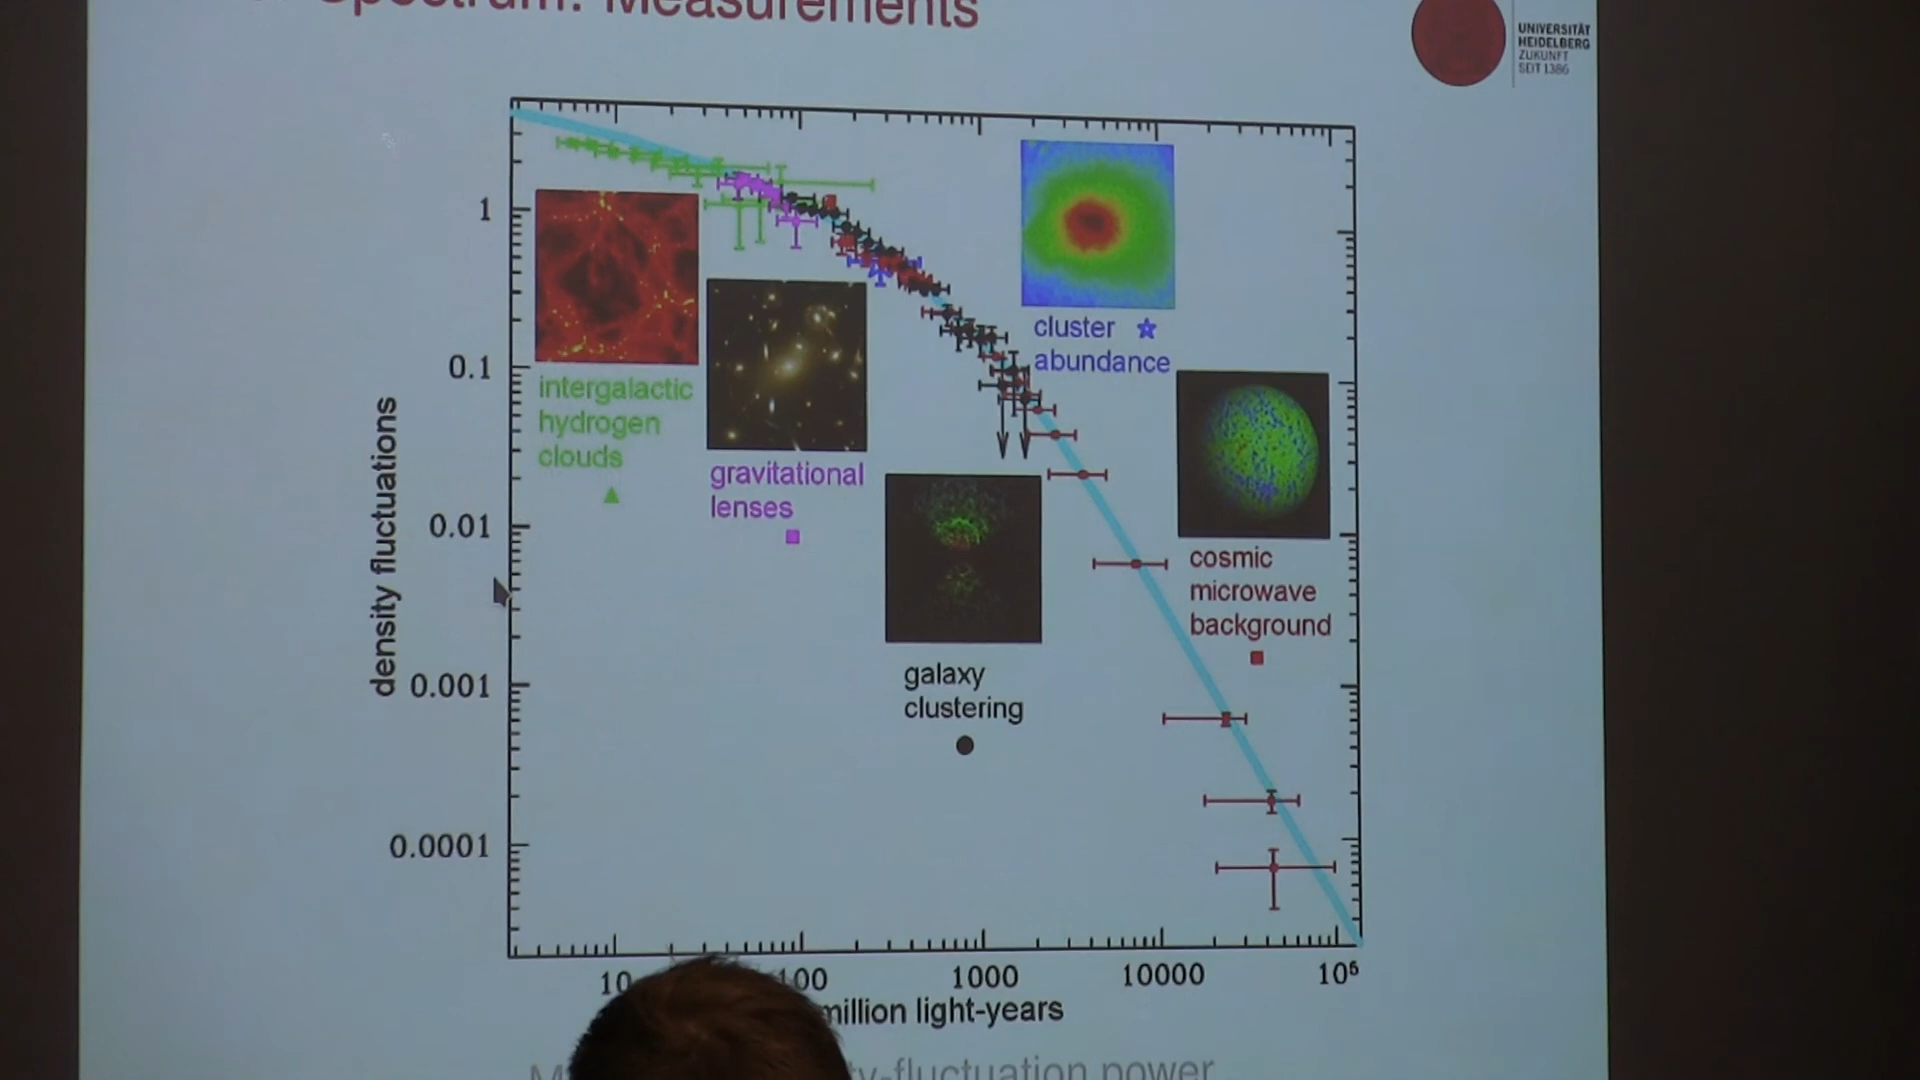 Spectrum: Measurements
UNIVERSITÄT
HEIDELBERG
ZUKUNFT
SEIT 1386
1
0.1
0.01
0.001
0.0001
density fluctuations
intergalactic
hydrogen
clouds
gravitational
lenses
galaxy
clustering
cluster
abundance
cosmic
microwave
background
10 100 1000 10000 10⁵
million light-years
y-fluctuation power